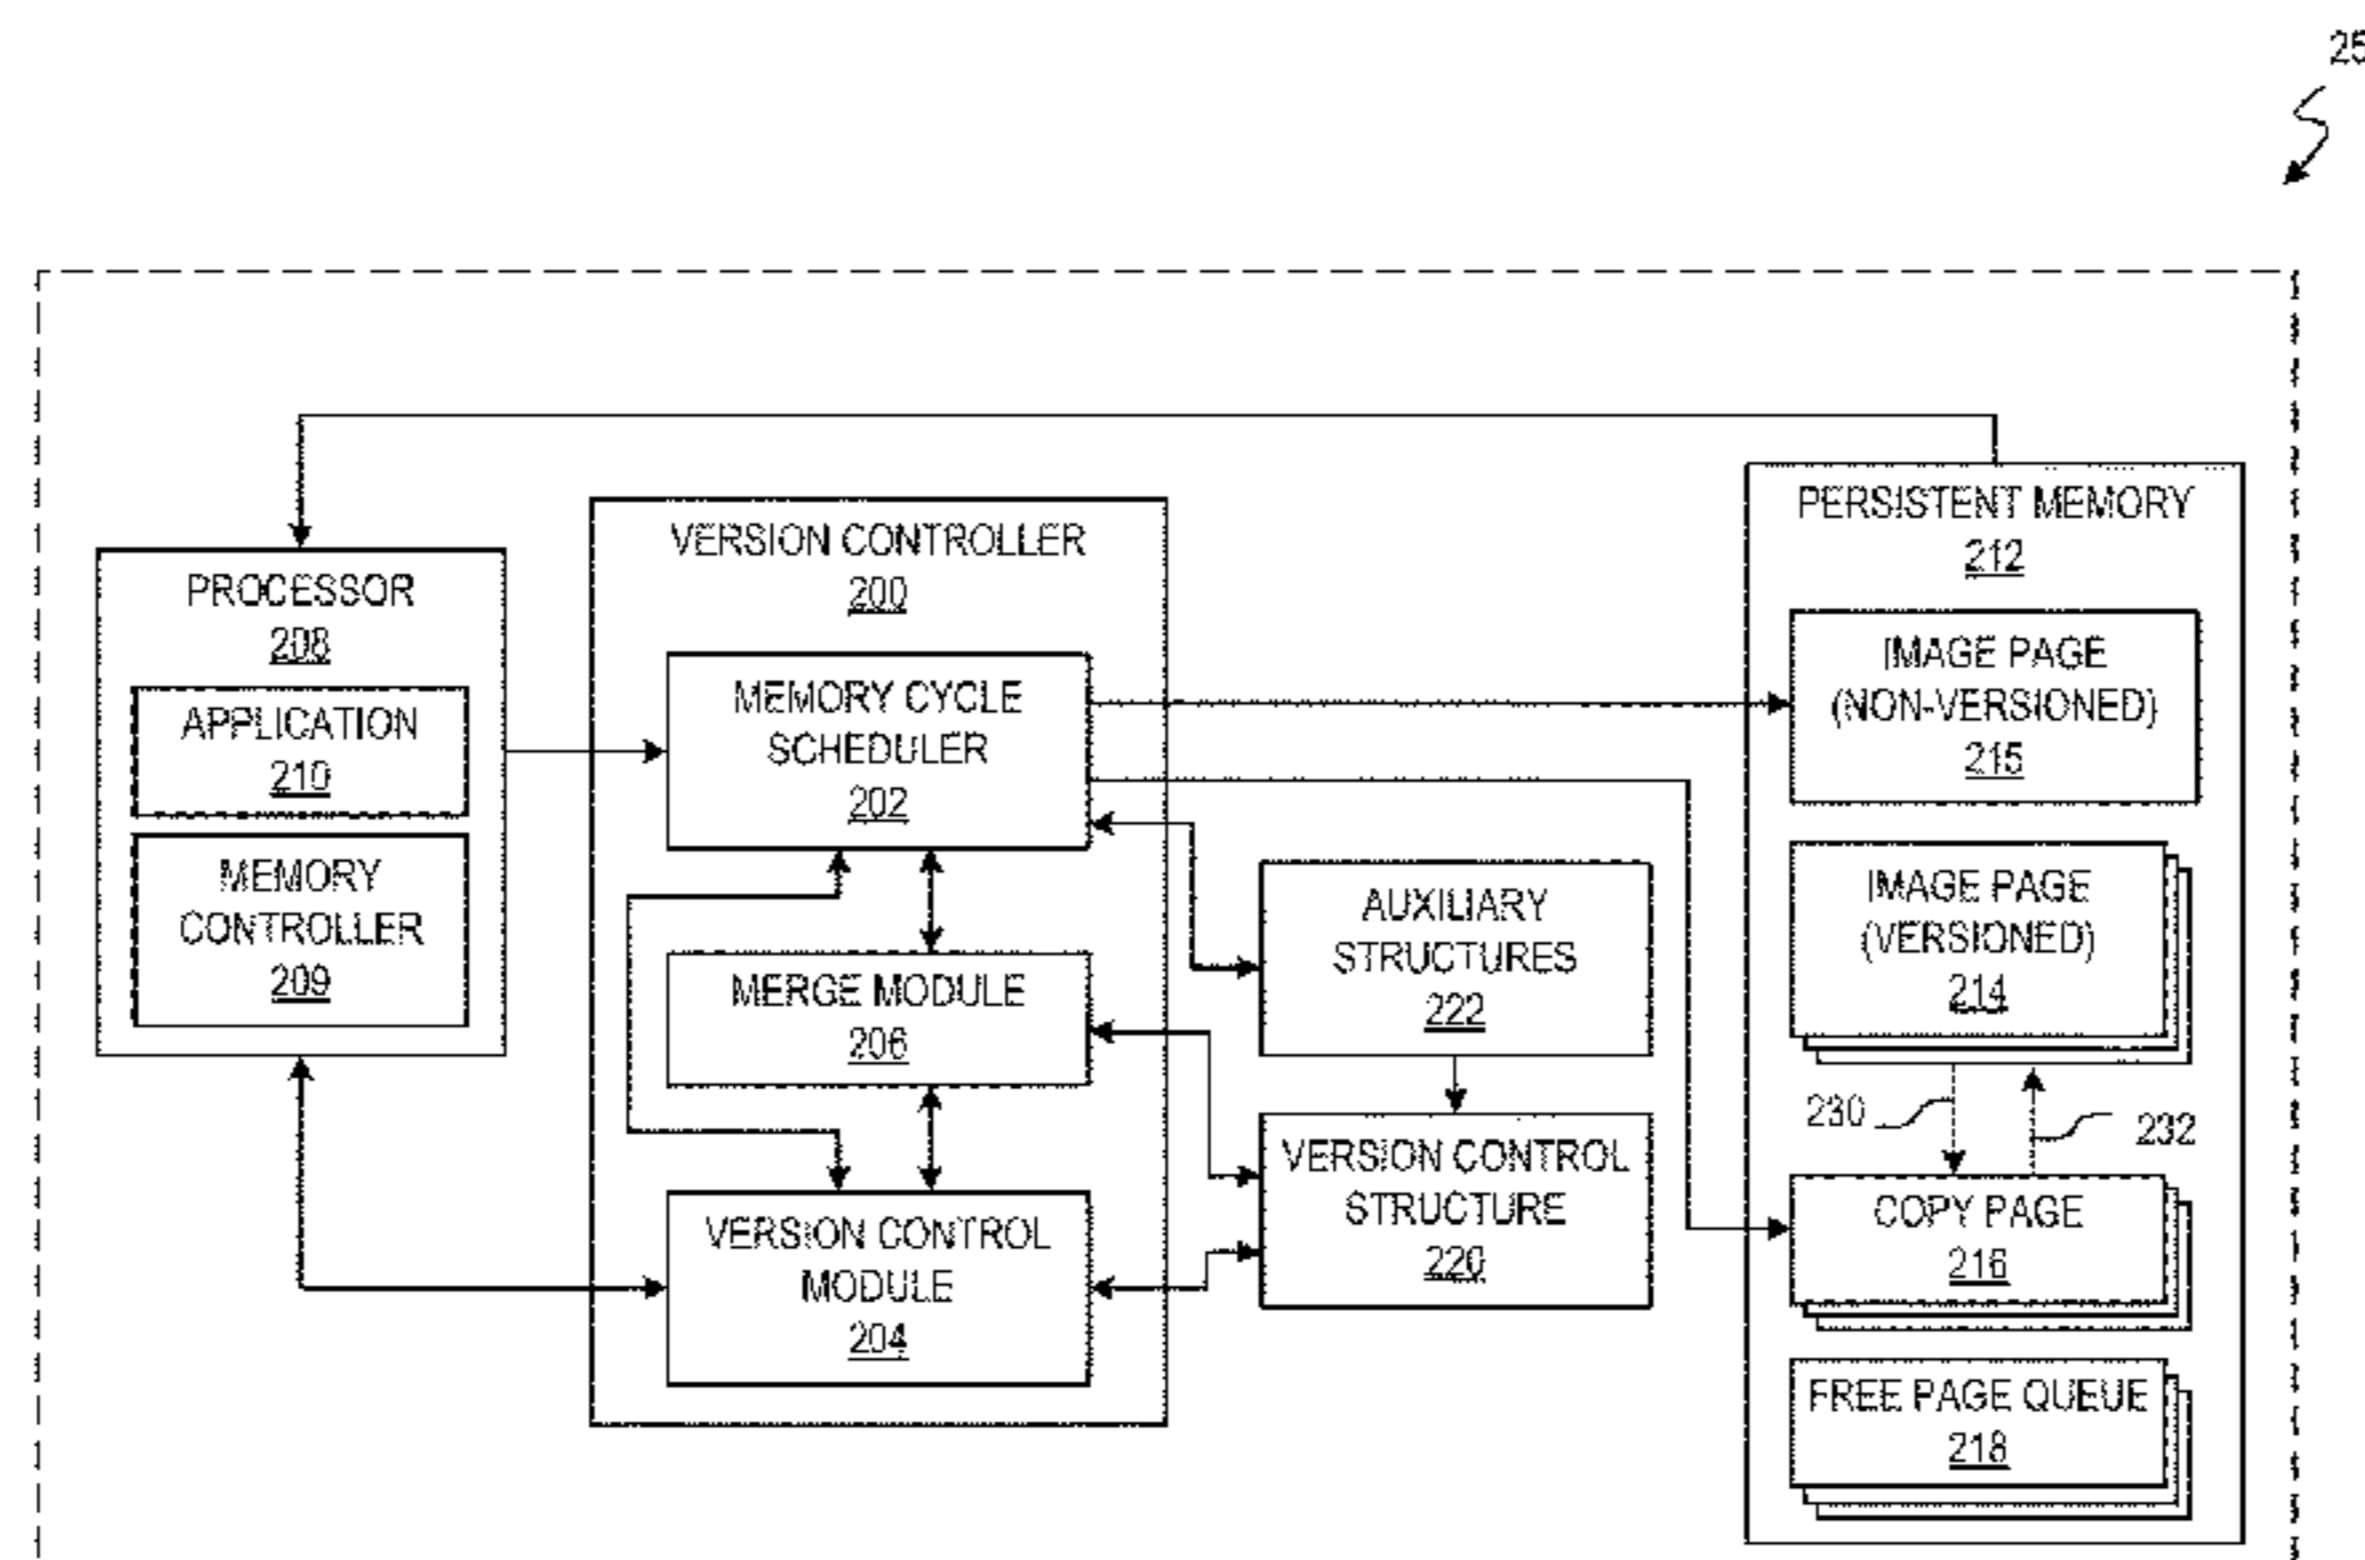 25
PROCESSOR
208
APPLICATION
210
MEMORY
CONTROLLER
209
VERSION CONTROLLER
200
MEMORY CYCLE
SCHEDULER
202
MERGE MODULE
206
VERSION CONTROL
MODULE
204
AUXILIARY
STRUCTURES
222
VERSION CONTROL
STRUCTURE
220
PERSISTENT MEMORY
212
IMAGE PAGE
(NON-VERSIONED)
215
IMAGE PAGE
(VERSIONED)
214
230
232
COPY PAGE
216
FREE PAGE QUEUE
218